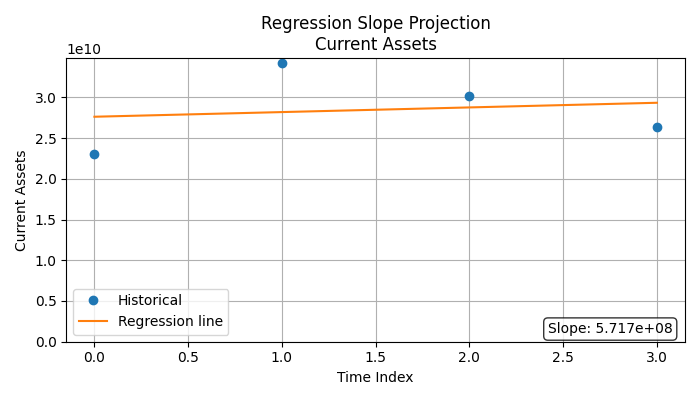 Regression Slope Projection
Current Assets
1e10
3.0
2.5
2.0
1.5
1.0
0.5
0.0
Current Assets
Historical
Regression line
Slope: 5.717e+08
0.0 0.5 1.0 1.5 2.0 2.5 3.0
Time Index